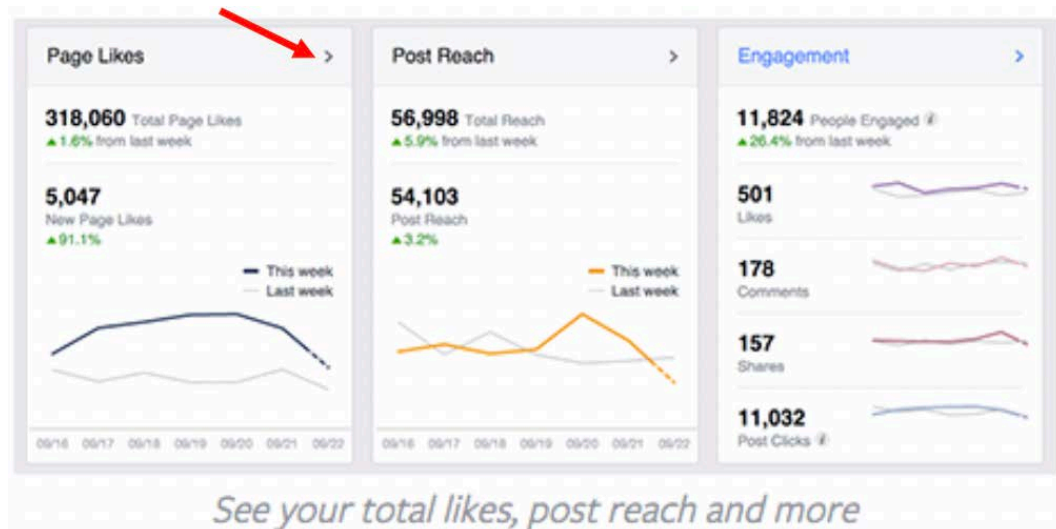 Page Likes >
318,060 Total Page Likes
▲1.6% from last week
5,047
New Page Likes
▲91.1%
This week
Last week
09/16 09/17 09/18 09/19 09/20 09/21 09/22
Post Reach >
56,998 Total Reach
▲5.9% from last week
54,103
Post Reach
▲3.2%
This week
Last week
09/16 09/17 09/18 09/19 09/20 09/21 09/22
Engagement >
11,824 People Engaged i
▲26.4% from last week
501
Likes
178
Comments
157
Shares
11,032
Post Clicks i
See your total likes, post reach and more